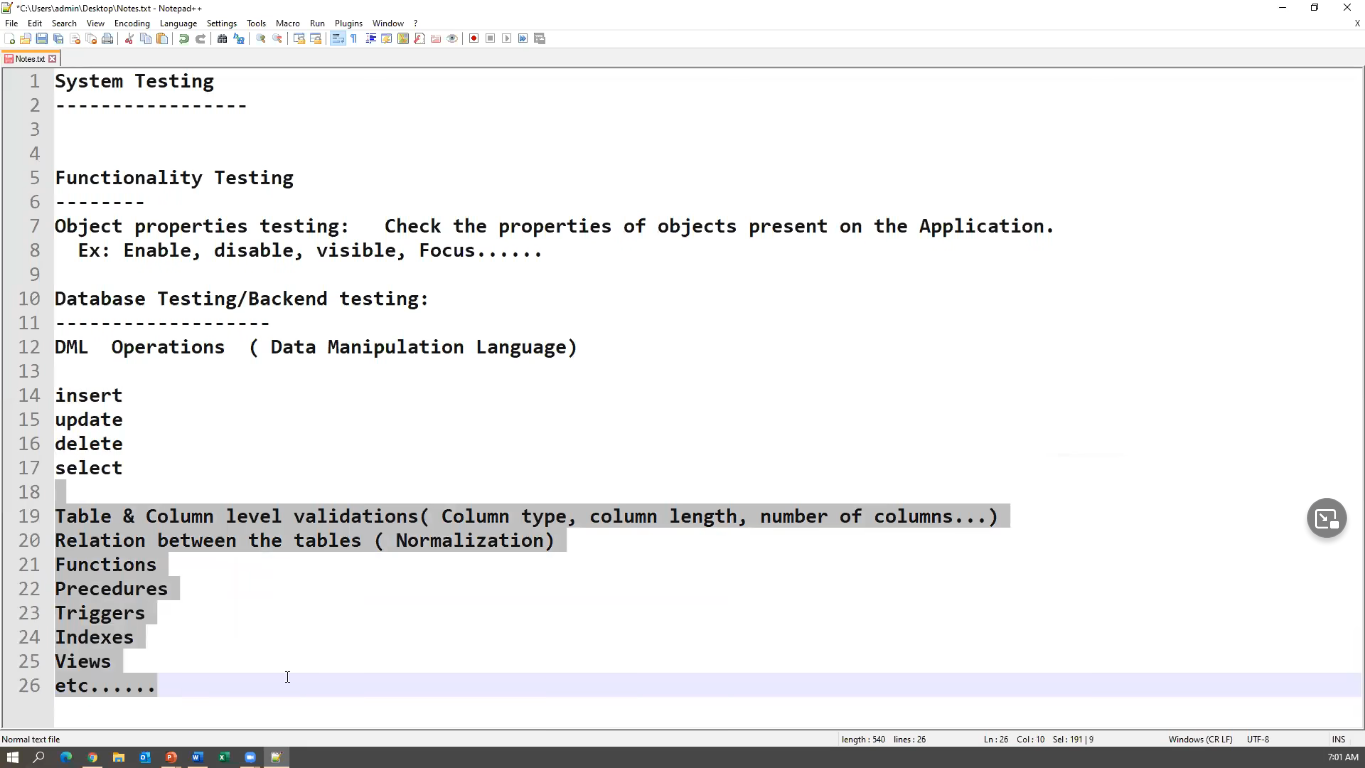 *C:\Users\admin\Desktop\Notes.txt - Notepad++
File Edit Search View Encoding Language Settings Tools Macro Run Plugins Window ?
X
Notes.txt
1 System Testing
2 -----------------
3
4
5 Functionality Testing
6 --------
7 Object properties testing:   Check the properties of objects present on the Application.
8   Ex: Enable, disable, visible, Focus......
9
10 Database Testing/Backend testing:
11 -------------------
12 DML  Operations  ( Data Manipulation Language)
13
14 insert
15 update
16 delete
17 select
18
19 Table & Column level validations( Column type, column length, number of columns...)
20 Relation between the tables ( Normalization)
21 Functions
22 Precedures
23 Triggers
24 Indexes
25 Views
26 etc......
Normal text file length : 540 lines : 26 Ln : 26 Col : 10 Sel : 191 | 9 Windows (CR LF) UTF-8 INS
7:01 AM